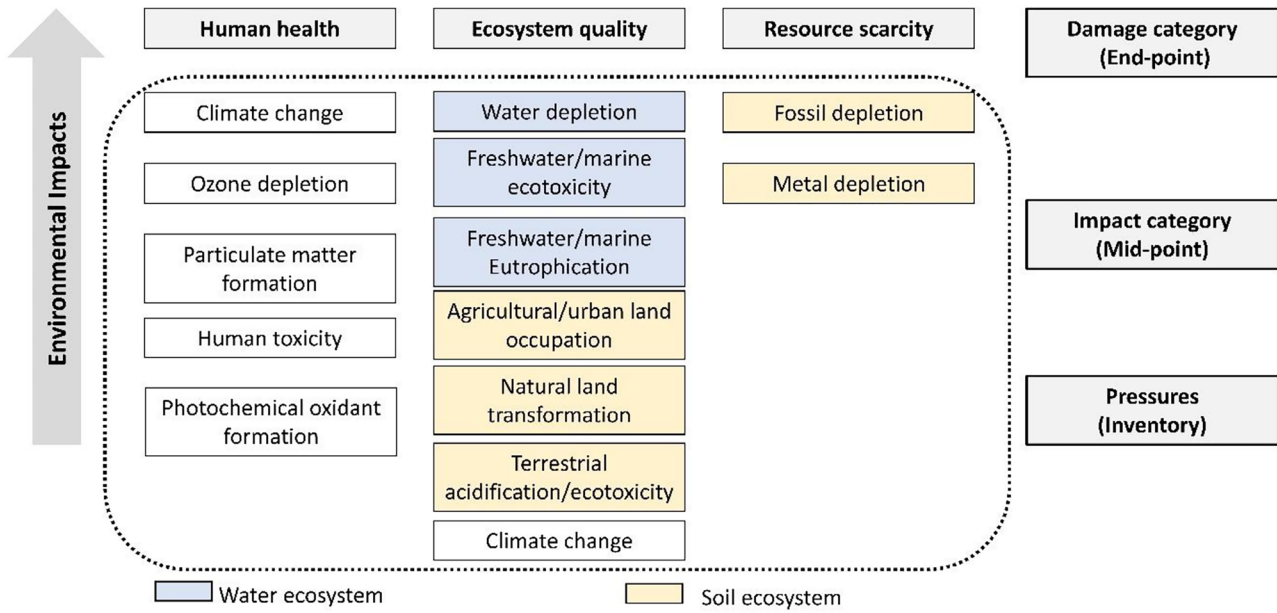 Environmental Impacts
Human health
Climate change
Ozone depletion
Particulate matter
formation
Human toxicity
Photochemical oxidant
formation
Ecosystem quality
Water depletion
Freshwater/marine
ecotoxicity
Freshwater/marine
Eutrophication
Agricultural/urban land
occupation
Natural land
transformation
Terrestrial
acidification/ecotoxicity
Climate change
Resource scarcity
Fossil depletion
Metal depletion
Damage category
(End-point)
Impact category
(Mid-point)
Pressures
(Inventory)
Water ecosystem
Soil ecosystem